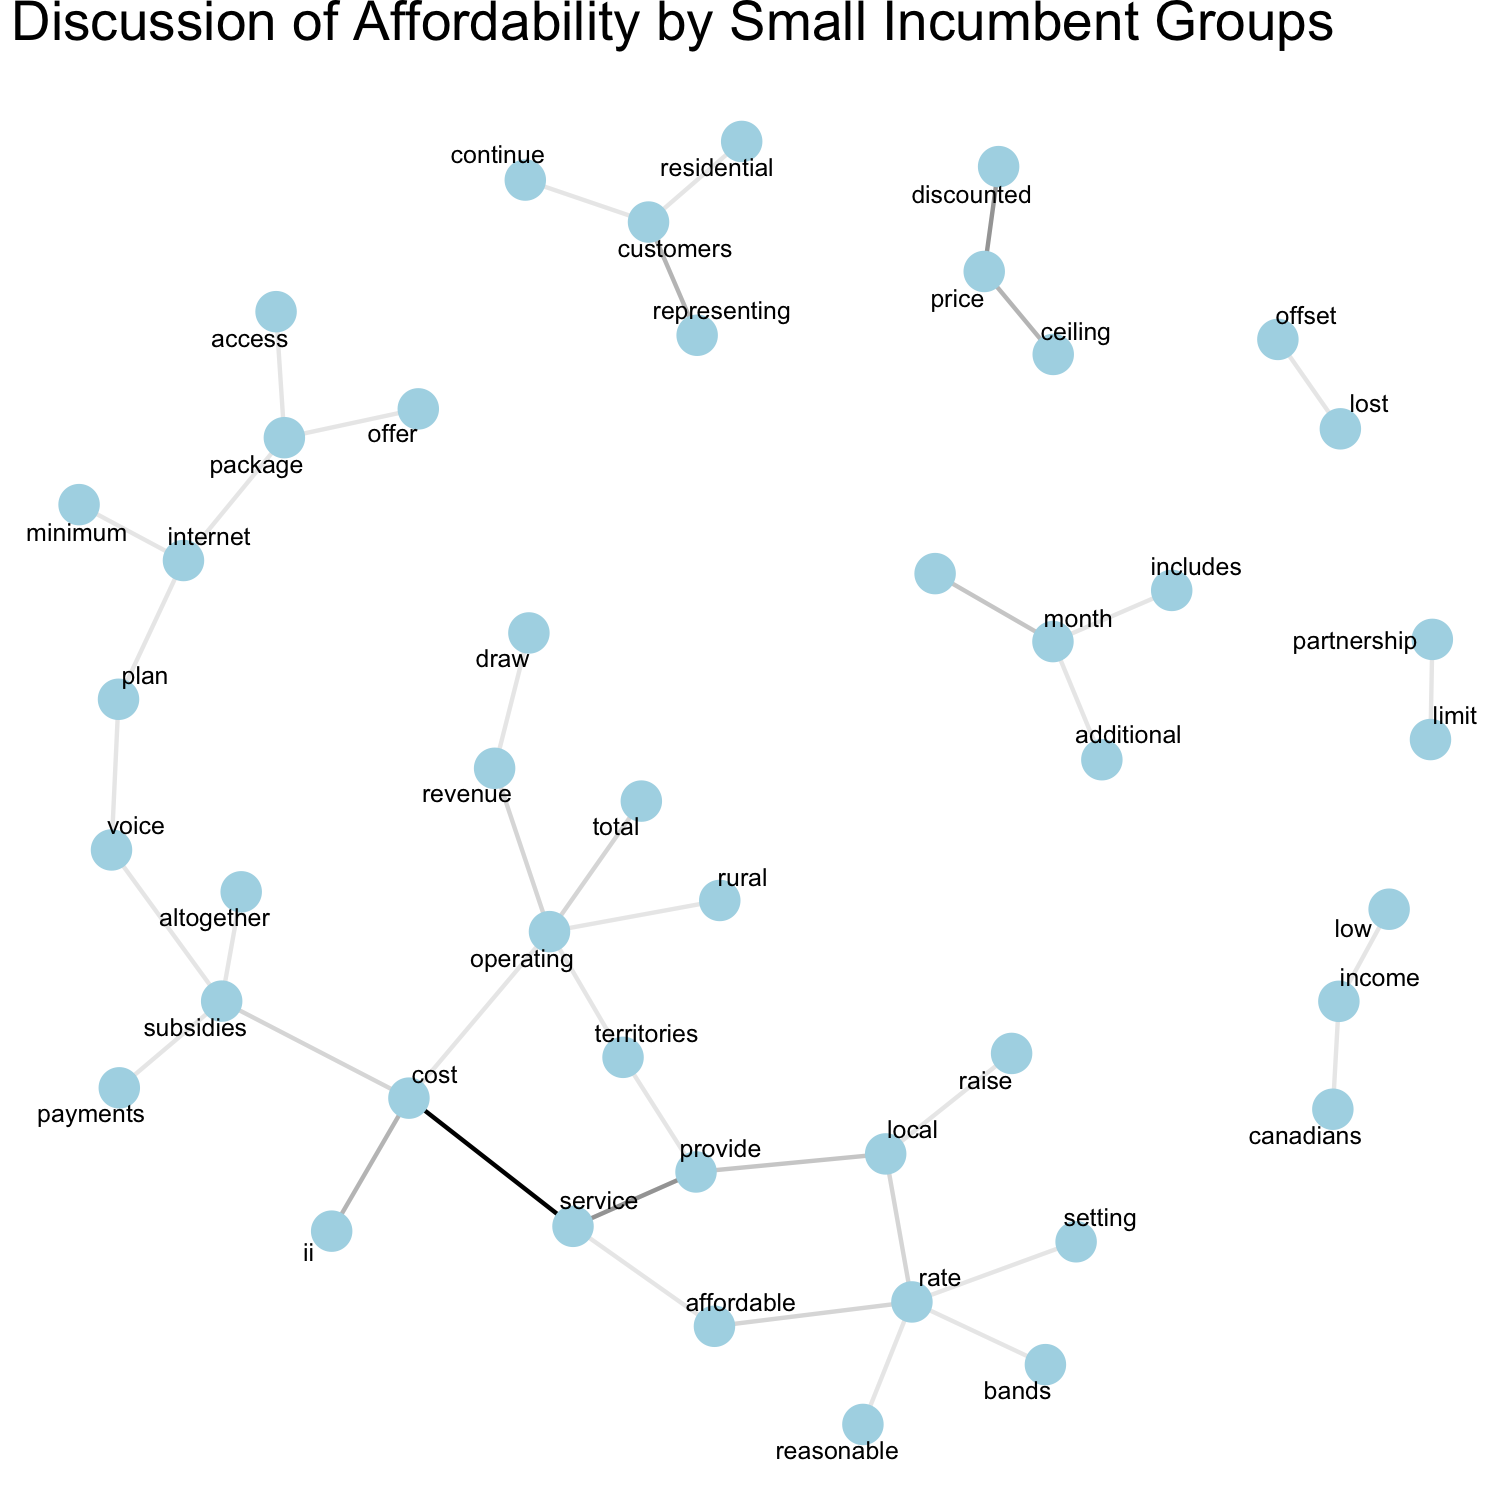 Discussion of Affordability by Small Incumbent Groups
continue
residential
customers
representing
discounted
price
ceiling
offset
lost
access
offer
package
minimum
internet
plan
voice
altogether
subsidies
payments
draw
revenue
total
rural
operating
territories
cost
ii
service
provide
local
raise
affordable
rate
setting
bands
reasonable
includes
month
additional
partnership
limit
low
income
canadians